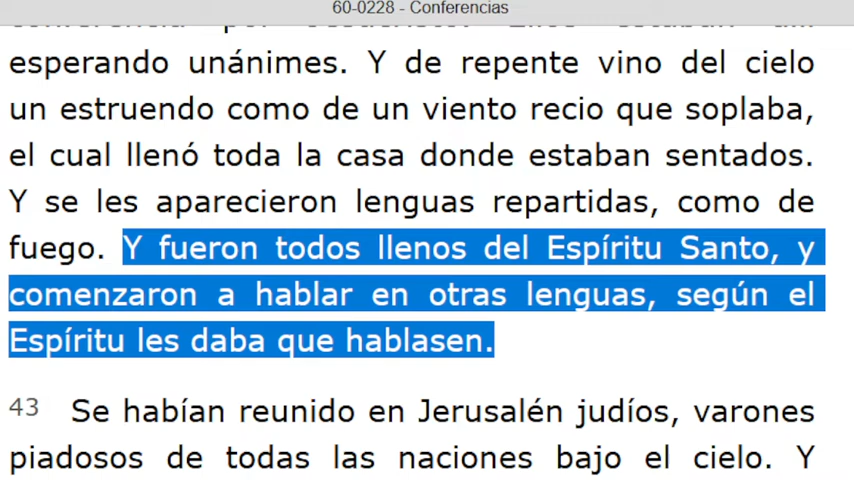 60-0228 - Conferencias
esperando unánimes. Y de repente vino del cielo
un estruendo como de un viento recio que soplaba,
el cual llenó toda la casa donde estaban sentados.
Y se les aparecieron lenguas repartidas, como de
fuego. Y fueron todos llenos del Espíritu Santo, y
comenzaron a hablar en otras lenguas, según el
Espíritu les daba que hablasen.
43 Se habían reunido en Jerusalén judíos, varones
piadosos de todas las naciones bajo el cielo. Y